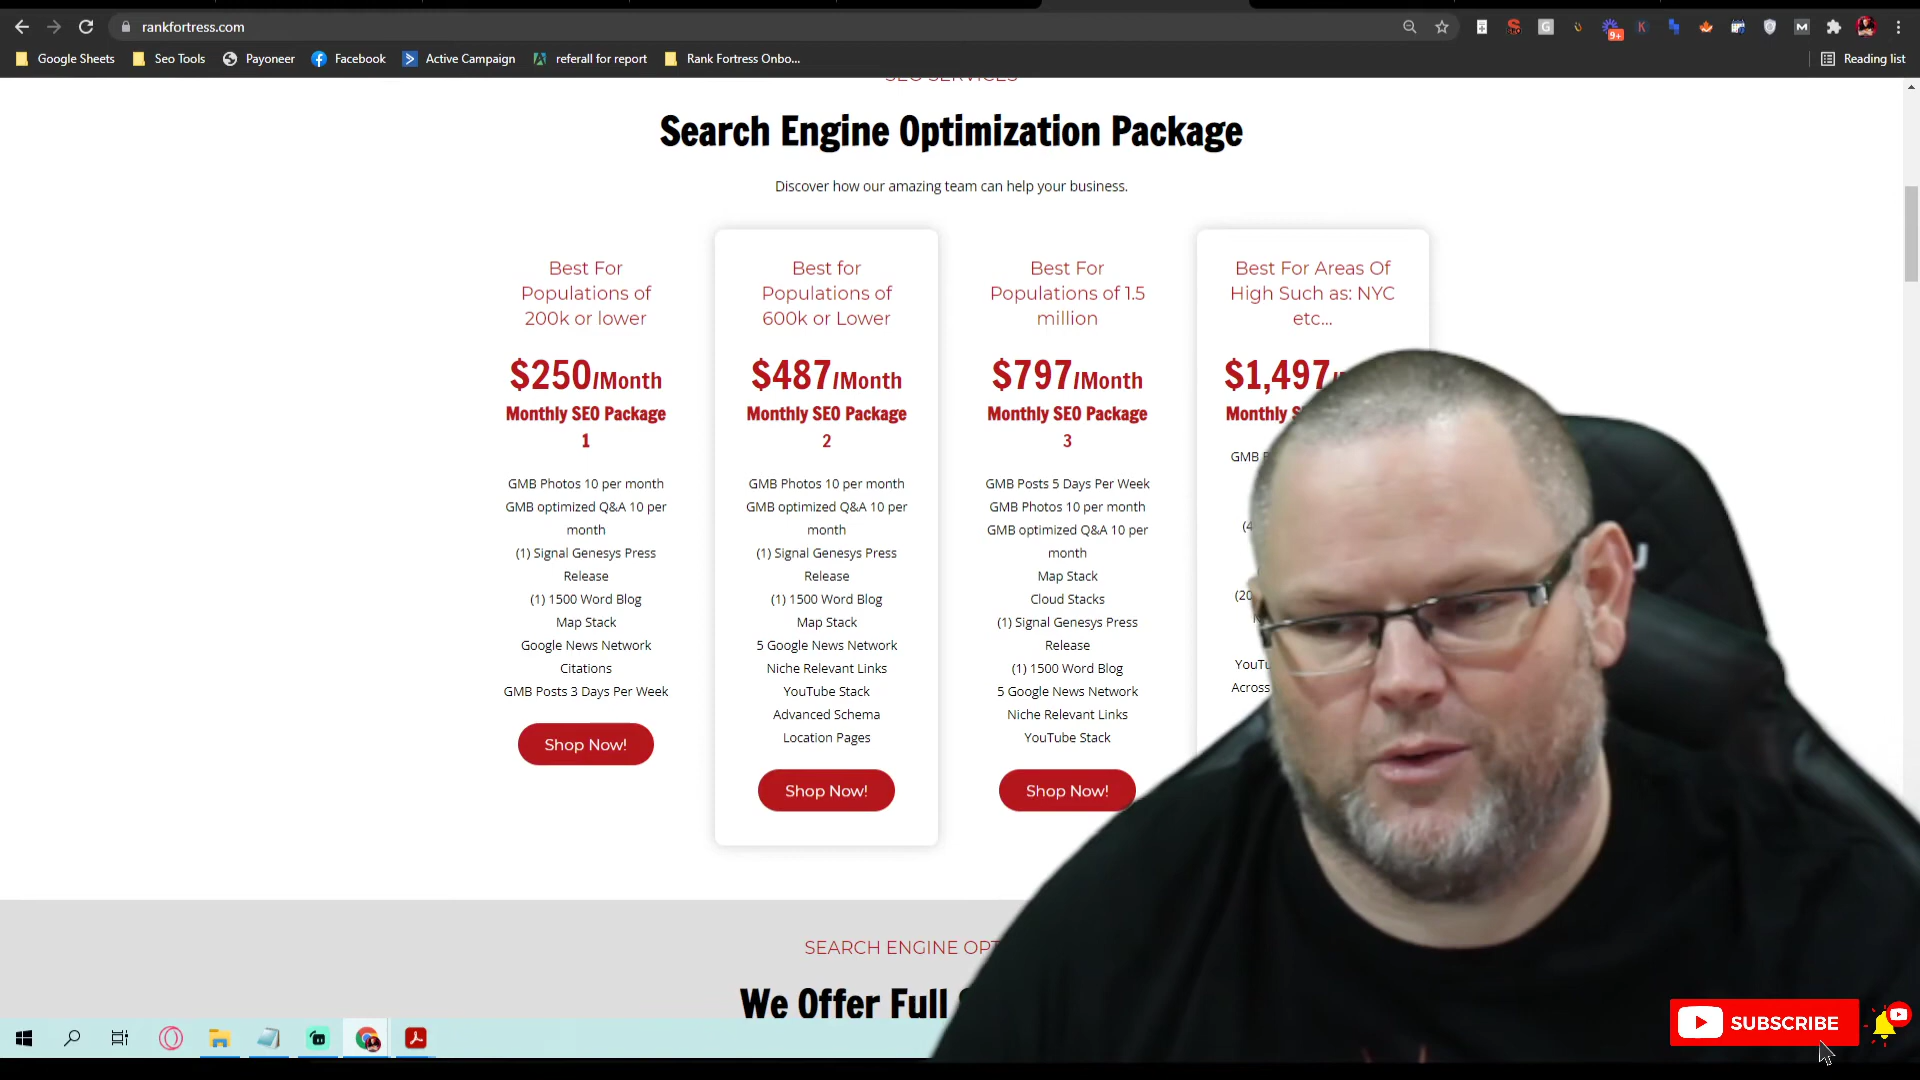 rankfortress.com
9+
Google Sheets
Seo Tools
Payoneer
Facebook
Active Campaign
referall for report
Rank Fortress Onbo...
Reading list
SEO SERVICES
Search Engine Optimization Package
Discover how our amazing team can help your business.
Best For
Populations of
200k or lower
$250/Month
Monthly SEO Package
1
GMB Photos 10 per month
GMB optimized Q&A 10 per
month
(1) Signal Genesys Press
Release
(1) 1500 Word Blog
Map Stack
Google News Network
Citations
GMB Posts 3 Days Per Week
Shop Now!
Best for
Populations of
600k or Lower
$487/Month
Monthly SEO Package
2
GMB Photos 10 per month
GMB optimized Q&A 10 per
month
(1) Signal Genesys Press
Release
(1) 1500 Word Blog
Map Stack
5 Google News Network
Niche Relevant Links
YouTube Stack
Advanced Schema
Location Pages
Shop Now!
Best For
Populations of 1.5
million
$797/Month
Monthly SEO Package
3
GMB Posts 5 Days Per Week
GMB Photos 10 per month
GMB optimized Q&A 10 per
month
Map Stack
Cloud Stacks
(1) Signal Genesys Press
Release
(1) 1500 Word Blog
5 Google News Network
Niche Relevant Links
YouTube Stack
Shop Now!
Best For Areas Of
High Such as: NYC
etc...
$1,497/
Monthly S
GMB
(4
(20
YouTu
Across
SEARCH ENGINE OPT
We Offer Full
SUBSCRIBE